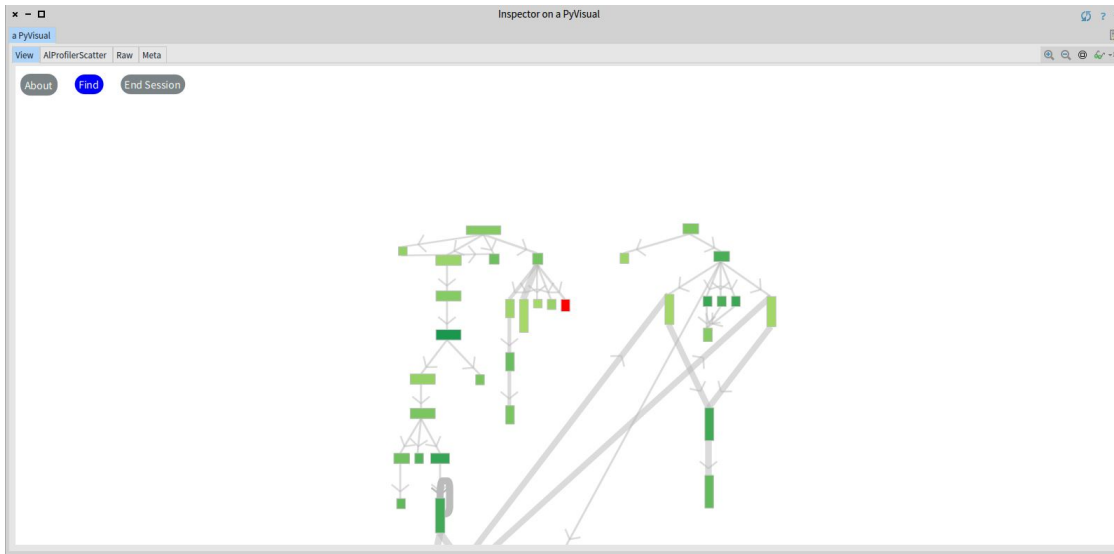 Inspector on a PyVisual
?
a PyVisual
View AlProfilerScatter Raw Meta
About Find End Session